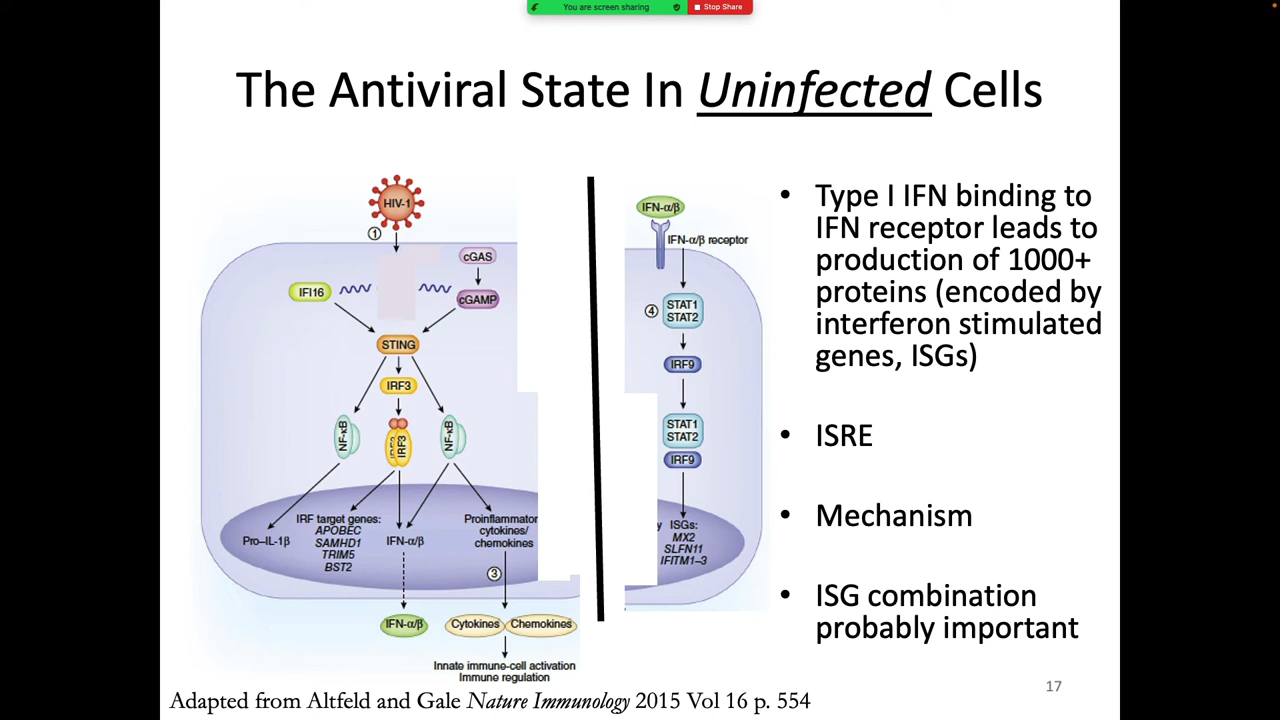 You are screen sharing
Stop Share
The Antiviral State In Uninfected Cells
HIV-1
1
cGAS
IFI16
cGAMP
STING
IRF3
NF-κB
IRF3
NF-κB
IRF target genes:
APOBEC
SAMHD1
TRIM5
BST2
Pro–IL-1β
IFN-α/β
Proinflammator
cytokines/
chemokines
3
IFN-α/β
Cytokines
Chemokines
Innate immune-cell activation
Immune regulation
IFN-α/β
IFN-α/β receptor
4
STAT1
STAT2
IRF9
STAT1
STAT2
IRF9
y ISGs:
MX2
SLFN11
IFITM1–3
• Type I IFN binding to
IFN receptor leads to
production of 1000+
proteins (encoded by
interferon stimulated
genes, ISGs)
• ISRE
• Mechanism
• ISG combination
probably important
17
Adapted from Altfeld and Gale Nature Immunology 2015 Vol 16 p. 554